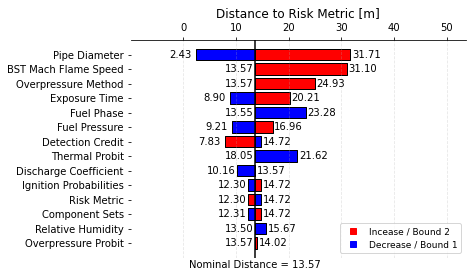 Distance to Risk Metric [m]
0 10 20 30 40 50
Pipe Diameter 2.43 31.71
BST Mach Flame Speed 13.57 31.10
Overpressure Method 13.57 24.93
Exposure Time 8.90 20.21
Fuel Phase 13.55 23.28
Fuel Pressure 9.21 16.96
Detection Credit 7.83 14.72
Thermal Probit 18.05 21.62
Discharge Coefficient 10.16 13.57
Ignition Probabilities 12.30 14.72
Risk Metric 12.30 14.72
Component Sets 12.31 14.72
Relative Humidity 13.50 15.67
Overpressure Probit 13.57 14.02
Incease / Bound 2
Decrease / Bound 1
Nominal Distance = 13.57